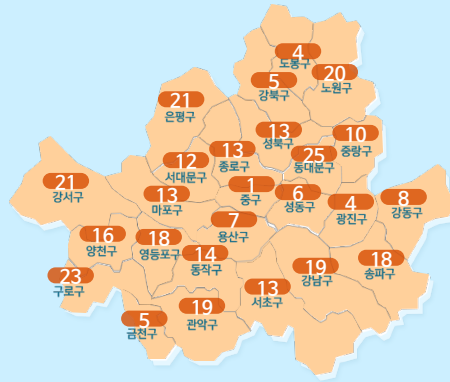 4
도봉구
20
노원구
5
강북구
21
은평구
13
성북구
10
중랑구
13
종로구
25
동대문구
12
서대문구
21
강서구
13
마포구
1
중구
6
성동구
4
광진구
8
강동구
7
용산구
16
양천구
18
영등포구
14
동작구
19
강남구
18
송파구
23
구로구
13
서초구
5
금천구
19
관악구